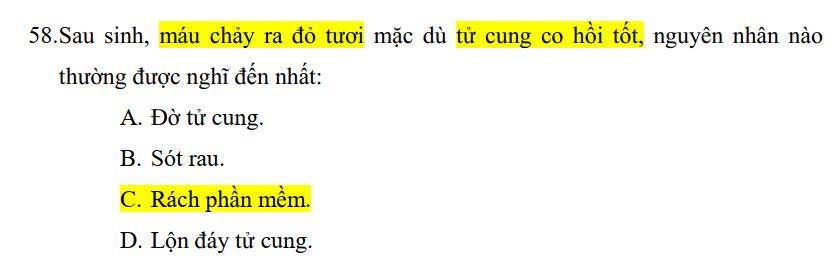 58.Sau sinh, máu chảy ra đỏ tươi mặc dù tử cung co hồi tốt, nguyên nhân nào
thường được nghĩ đến nhất:
A. Đờ tử cung.
B. Sót rau.
C. Rách phần mềm.
D. Lộn đáy tử cung.